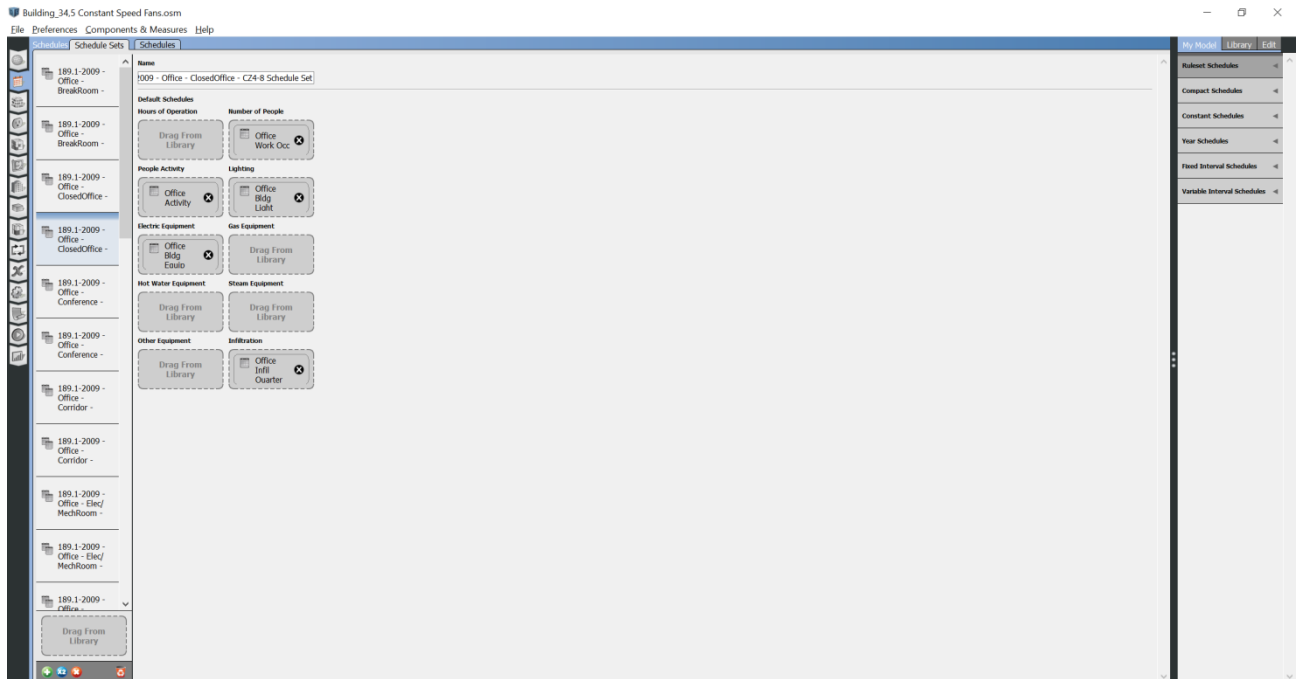 Building_34,5 Constant Speed Fans.osm
File Preferences Components & Measures Help
Schedules Schedule Sets Schedules
My Model Library Edit
189.1-2009 -
Office -
BreakRoom -
189.1-2009 -
Office -
BreakRoom -
189.1-2009 -
Office -
ClosedOffice -
189.1-2009 -
Office -
ClosedOffice -
189.1-2009 -
Office -
Conference -
189.1-2009 -
Office -
Conference -
189.1-2009 -
Office -
Corridor -
189.1-2009 -
Office -
Corridor -
189.1-2009 -
Office - Elec/
MechRoom -
189.1-2009 -
Office - Elec/
MechRoom -
189.1-2009 -
Office -
Drag From
Library
x2
Name
2009 - Office - ClosedOffice - CZ4-8 Schedule Set
Default Schedules
Hours of Operation
Drag From
Library
Number of People
Office
Work Occ
People Activity
Office
Activity
Lighting
Office
Bldg
Light
Electric Equipment
Office
Bldg
Equip
Gas Equipment
Drag From
Library
Hot Water Equipment
Drag From
Library
Steam Equipment
Drag From
Library
Other Equipment
Drag From
Library
Infiltration
Office
Infil
Quarter
Ruleset Schedules
Compact Schedules
Constant Schedules
Year Schedules
Fixed Interval Schedules
Variable Interval Schedules